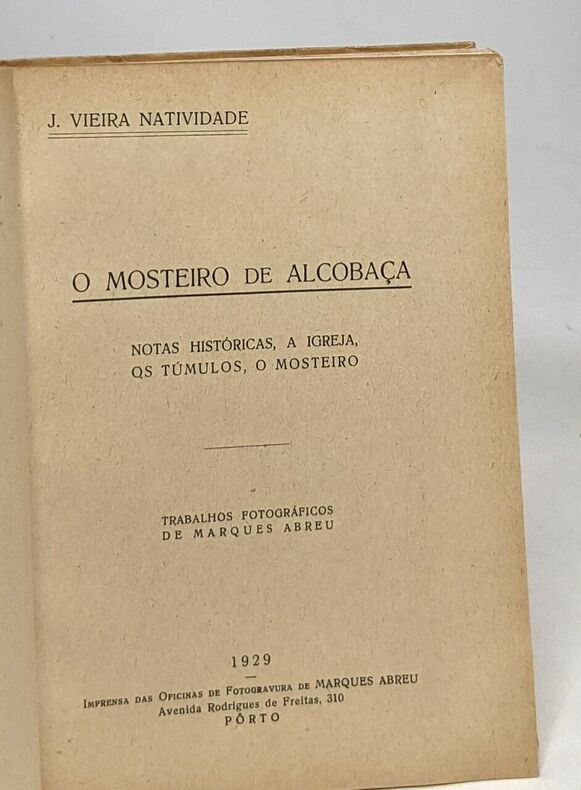 J. VIEIRA NATIVIDADE
O MOSTEIRO DE ALCOBAÇA
NOTAS HISTÓRICAS, A IGREJA,
OS TÚMULOS, O MOSTEIRO
TRABALHOS FOTOGRÁFICOS
DE MARQUES ABREU
1929
IMPRENSA DAS OFICINAS DE FOTOGRAVURA DE MARQUES ABREU
Avenida Rodrigues de Freitas, 310
PÔRTO